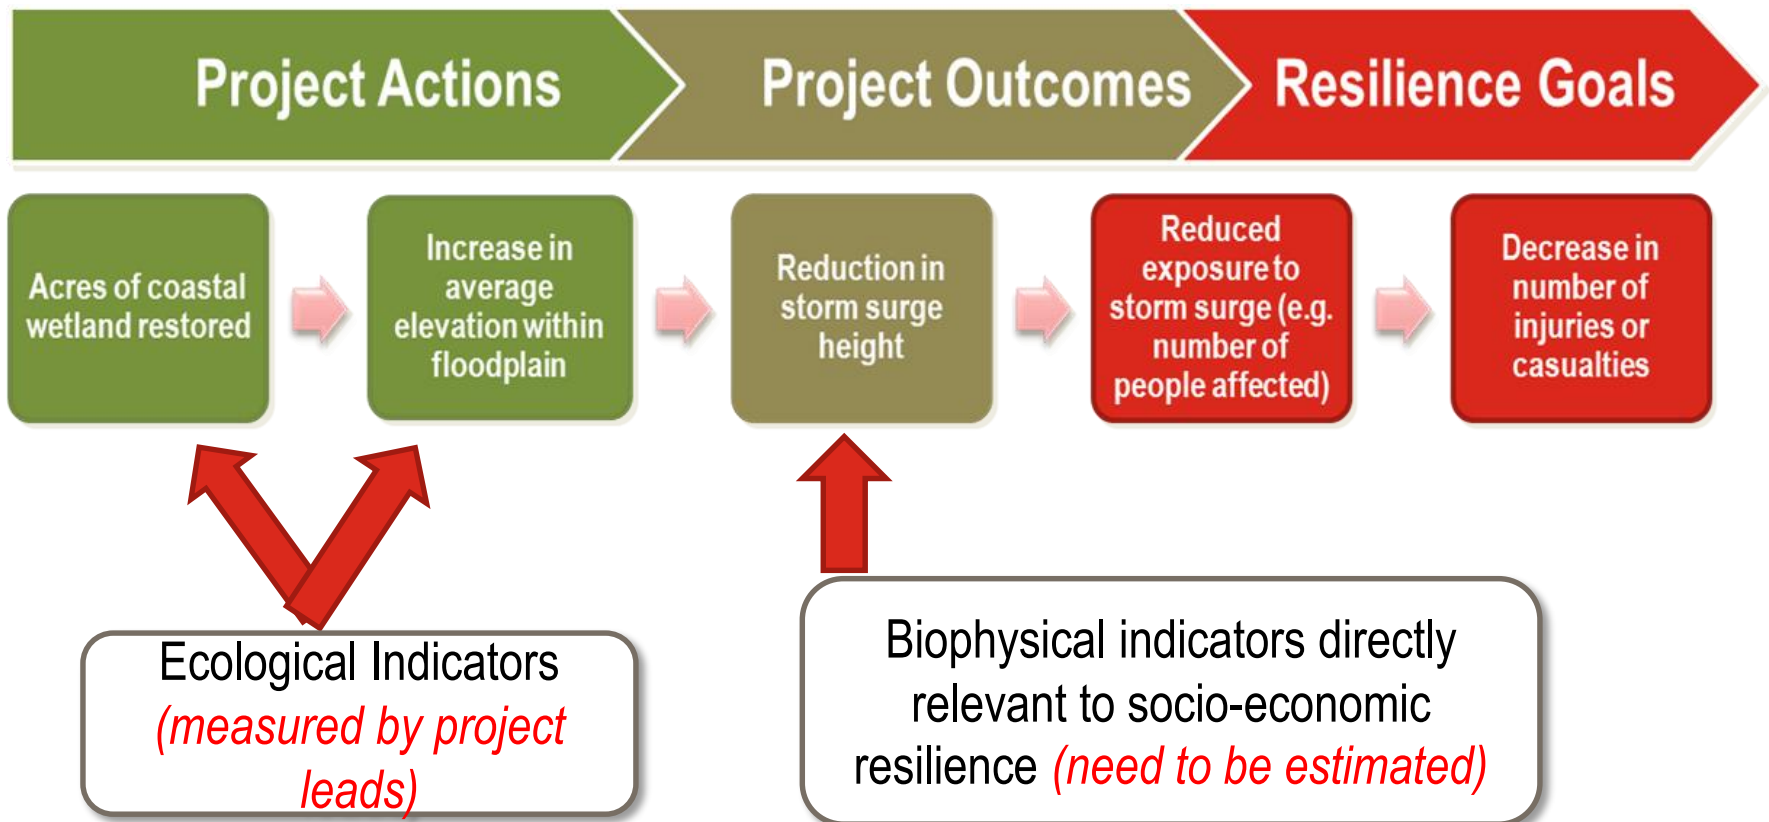 Project Actions
Project Outcomes
Resilience Goals
Acres of coastal
wetland restored
Increase in
average
elevation within
floodplain
Reduction in
storm surge
height
Reduced
exposure to
storm surge (e.g.
number of
people affected)
Decrease in
number of
injuries or
casualties
Ecological Indicators
(measured by project
leads)
Biophysical indicators directly
relevant to socio-economic
resilience (need to be estimated)